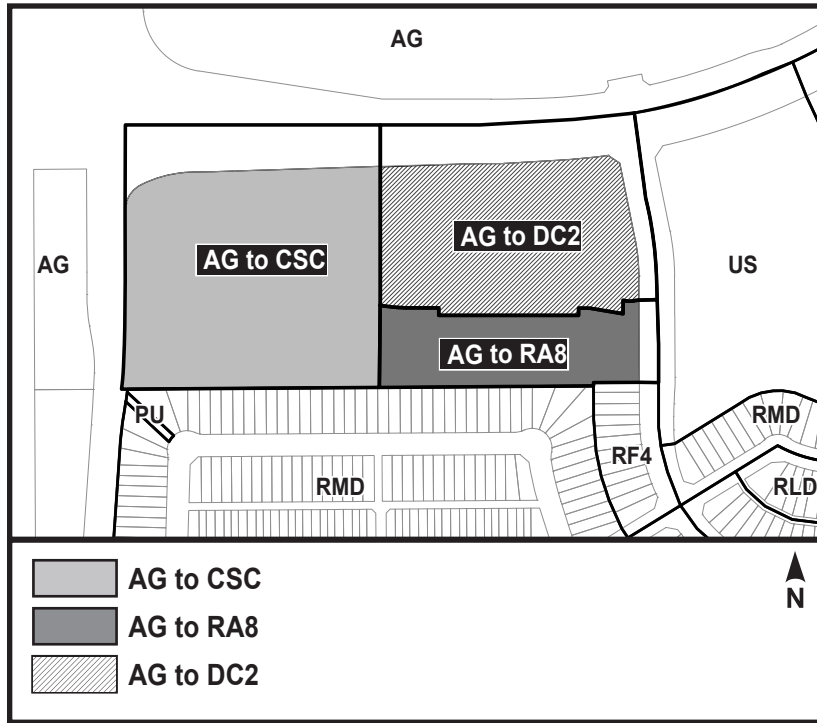 AG
AG to CSC
AG to DC2
AG
US
AG to RA8
PU
RMD
RMD
RF4
RLD
AG to CSC
AG to RA8
AG to DC2
N